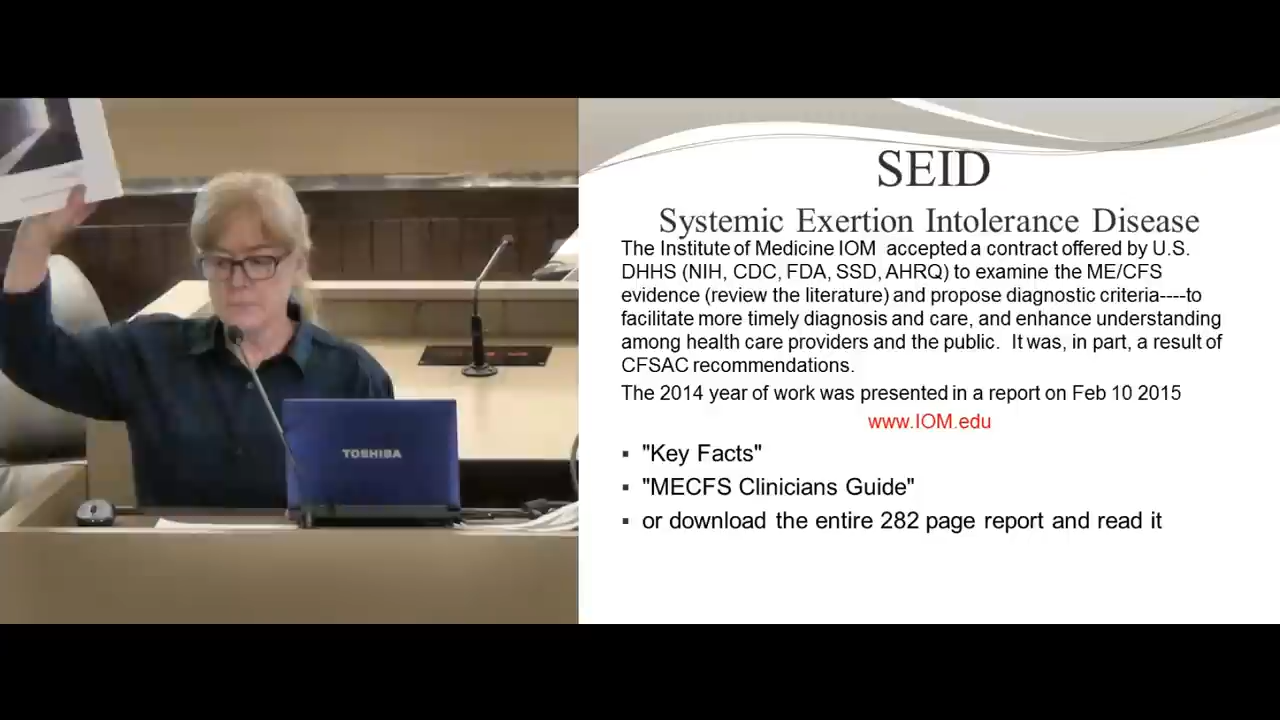 SEID
Systemic Exertion Intolerance Disease
The Institute of Medicine IOM accepted a contract offered by U.S.
DHHS (NIH, CDC, FDA, SSD, AHRQ) to examine the ME/CFS
evidence (review the literature) and propose diagnostic criteria----to
facilitate more timely diagnosis and care, and enhance understanding
among health care providers and the public. It was, in part, a result of
CFSAC recommendations.
The 2014 year of work was presented in a report on Feb 10 2015
www.IOM.edu
▪ "Key Facts"
▪ "MECFS Clinicians Guide"
▪ or download the entire 282 page report and read it
TOSHIBA